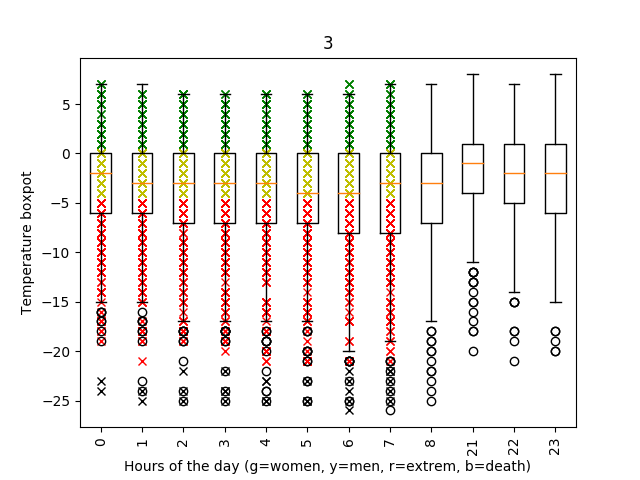 3
5
0
−5
−10
−15
−20
−25
Temperature boxpot
0 1 2 3 4 5 6 7 8 21 22 23
Hours of the day (g=women, y=men, r=extrem, b=death)